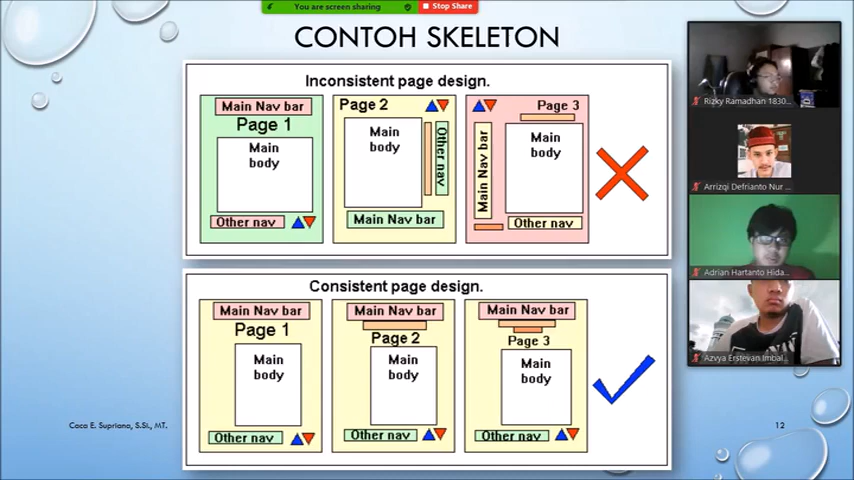 You are screen sharing
Stop Share
CONTOH SKELETON
Inconsistent page design.
Main Nav bar
Page 1
Main
body
Other nav
Page 2
Main
body
Other nav
Main Nav bar
Page 3
Main Nav bar
Main
body
Other nav
Consistent page design.
Main Nav bar
Page 1
Main
body
Other nav
Main Nav bar
Page 2
Main
body
Other nav
Main Nav bar
Page 3
Main
body
Other nav
Caca E. Supriana, S.Si., MT.
12
Rizky Ramadhan 1830...
Arrizqi Defrianto Nur ...
Adrian Hartanto Hida...
Azvya Erstevan Imbal...